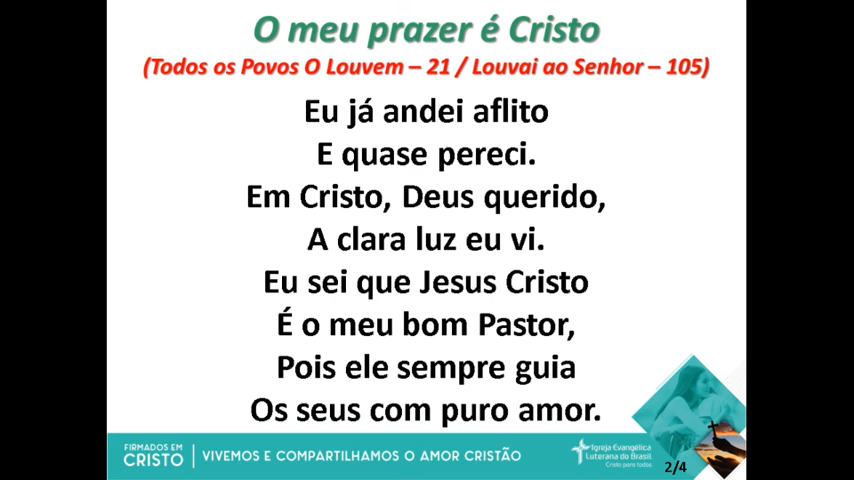 O meu prazer é Cristo
(Todos os Povos O Louvem – 21 / Louvai ao Senhor – 105)
Eu já andei aflito
E quase pereci.
Em Cristo, Deus querido,
A clara luz eu vi.
Eu sei que Jesus Cristo
É o meu bom Pastor,
Pois ele sempre guia
Os seus com puro amor.
FIRMADOS EM
CRISTO
VIVEMOS E COMPARTILHAMOS O AMOR CRISTÃO
Igreja Evangélica
Luterana do Brasil
Cristo para todos
2/4